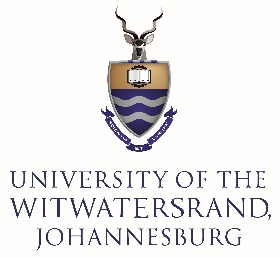 UNIVERSITY OF THE
WITWATERSRAND,
JOHANNESBURG